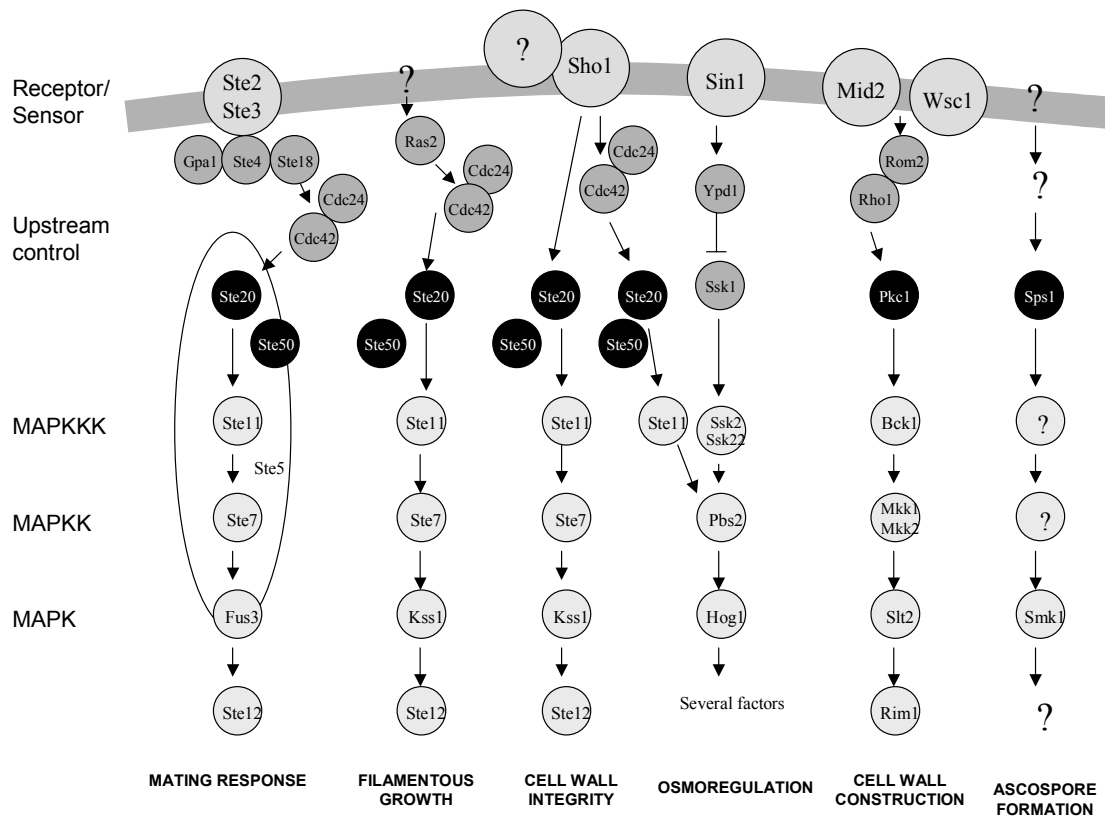 ?
Sho1
Sin1
Mid2
Wsc1
Receptor/
Sensor
Ste2
Ste3
?
?
Gpa1
Ste4
Ste18
Ras2
Cdc24
Cdc42
Cdc24
Cdc42
Cdc24
Cdc42
Ypd1
Rom2
Rho1
?
Upstream
control
Ste20
Ste50
Ste20
Ste50
Ste20
Ste50
Ste20
Ste50
Ssk1
Pkc1
Sps1
MAPKKK
Ste11
Ste11
Ste11
Ste11
Ssk2
Ssk22
Bck1
?
Ste5
MAPKK
Ste7
Ste7
Ste7
Pbs2
Mkk1
Mkk2
?
MAPK
Fus3
Kss1
Kss1
Hog1
Slt2
Smk1
Ste12
Ste12
Ste12
Several factors
Rim1
?
MATING RESPONSE
FILAMENTOUS
GROWTH
CELL WALL
INTEGRITY
OSMOREGULATION
CELL WALL
CONSTRUCTION
ASCOSPORE
FORMATION